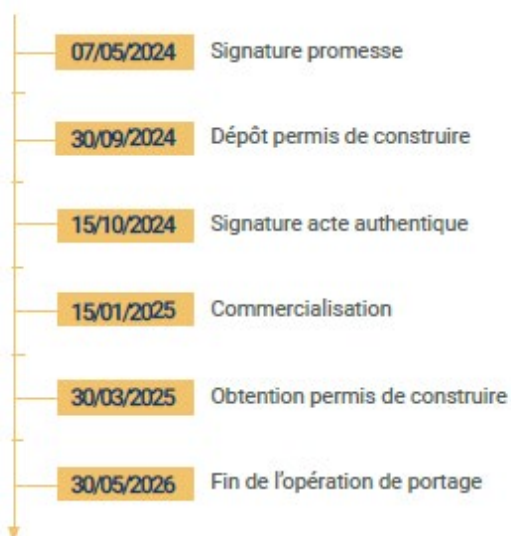 07/05/2024 Signature promesse
30/09/2024 Dépôt permis de construire
15/10/2024 Signature acte authentique
15/01/2025 Commercialisation
30/03/2025 Obtention permis de construire
30/05/2026 Fin de l'opération de portage